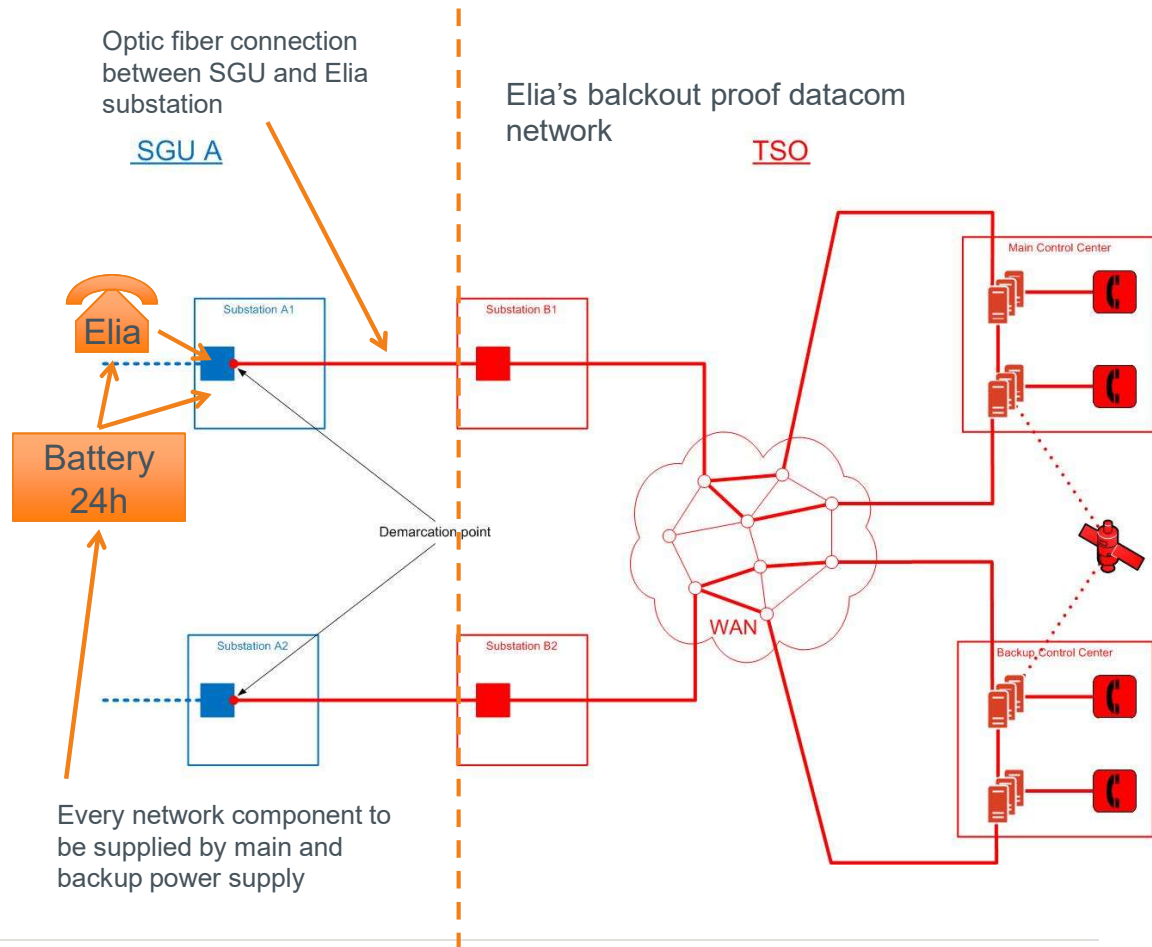 Optic fiber connection
between SGU and Elia
substation
Elia's balckout proof datacom
network
SGU A
TSO
Main Control Center
Substation A1
Substation B1
Elia
Battery
24h
Demarcation point
WAN
Substation A2
Substation B2
Backup Control Center
Every network component to
be supplied by main and
backup power supply